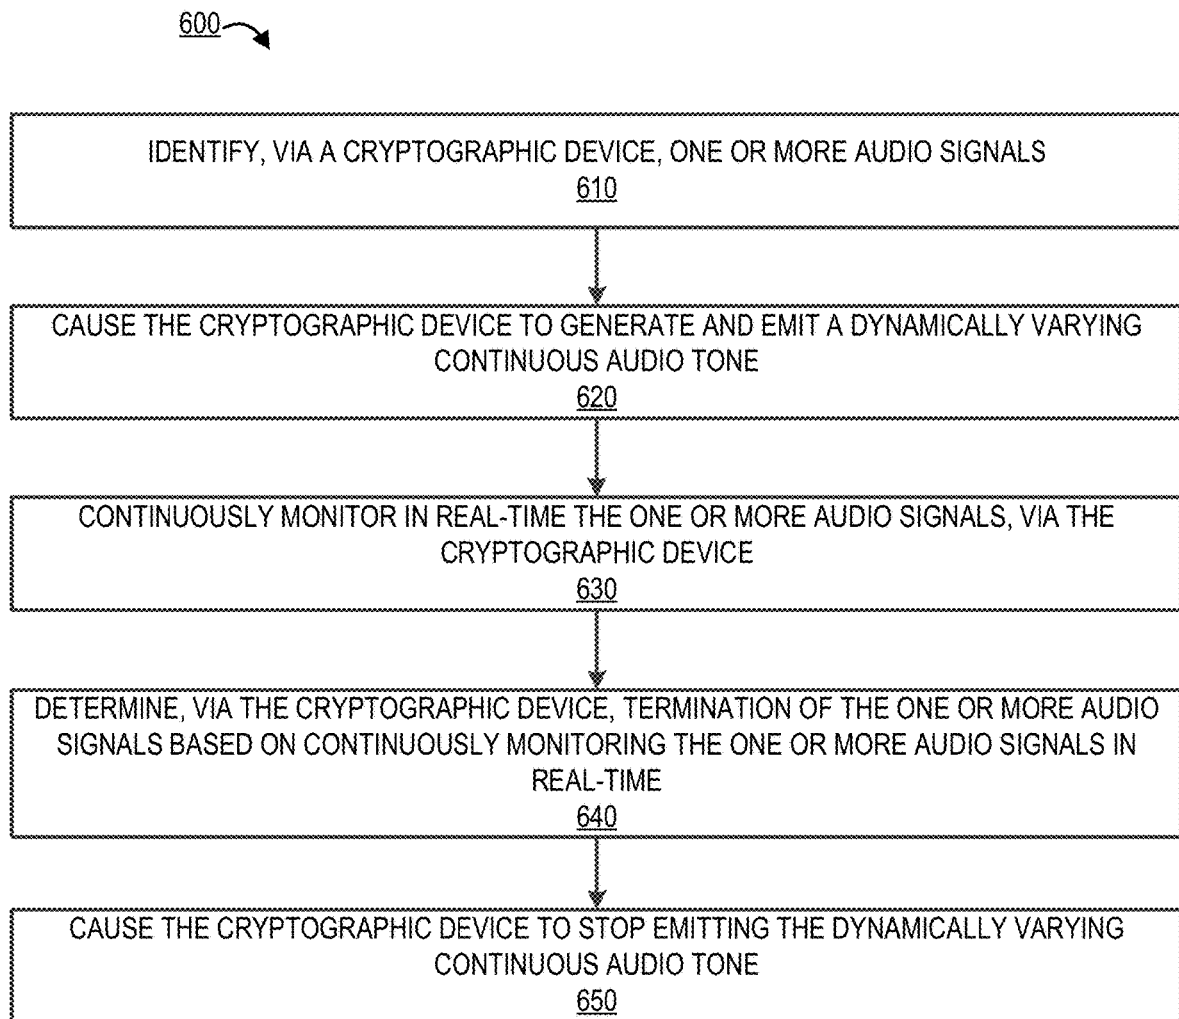 600
IDENTIFY, VIA A CRYPTOGRAPHIC DEVICE, ONE OR MORE AUDIO SIGNALS
610
CAUSE THE CRYPTOGRAPHIC DEVICE TO GENERATE AND EMIT A DYNAMICALLY VARYING
CONTINUOUS AUDIO TONE
620
CONTINUOUSLY MONITOR IN REAL-TIME THE ONE OR MORE AUDIO SIGNALS, VIA THE
CRYPTOGRAPHIC DEVICE
630
DETERMINE, VIA THE CRYPTOGRAPHIC DEVICE, TERMINATION OF THE ONE OR MORE AUDIO
SIGNALS BASED ON CONTINUOUSLY MONITORING THE ONE OR MORE AUDIO SIGNALS IN
REAL-TIME
640
CAUSE THE CRYPTOGRAPHIC DEVICE TO STOP EMITTING THE DYNAMICALLY VARYING
CONTINUOUS AUDIO TONE
650